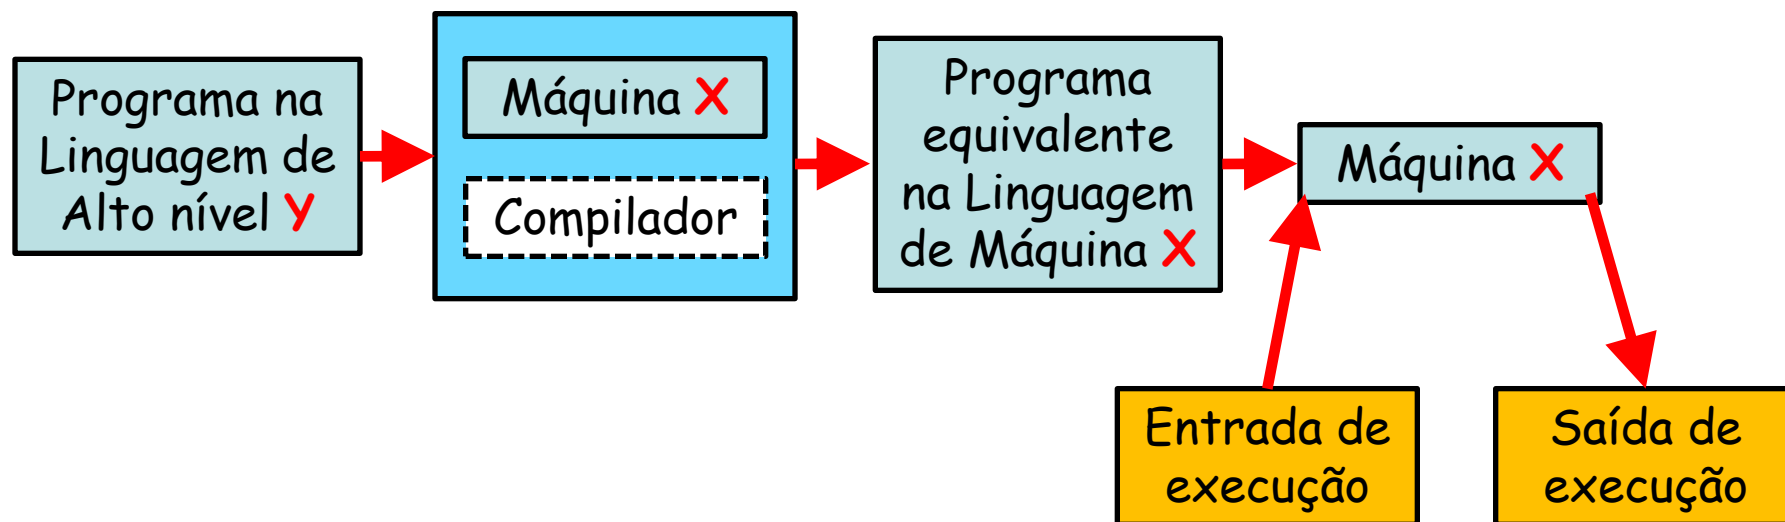 Programa na
Linguagem de
Alto nível Y
Máquina X
Compilador
Programa
equivalente
na Linguagem
de Máquina X
Máquina X
Entrada de
execução
Saída de
execução